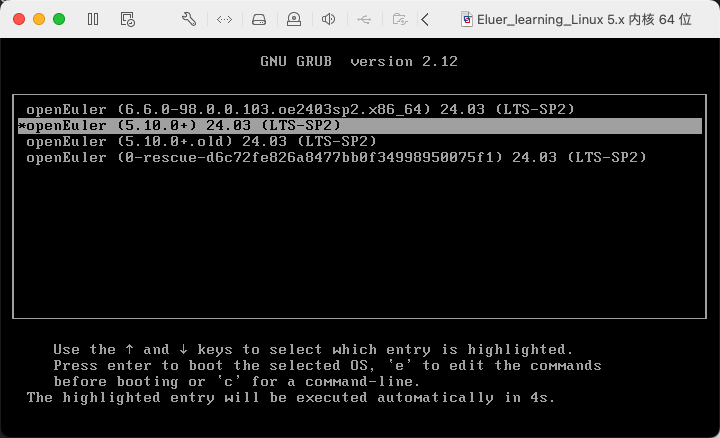 Eluer_learning_Linux 5.x 内核 64 位
GNU GRUB version 2.12
openEuler (6.6.0-98.0.0.103.oe2403sp2.x86_64) 24.03 (LTS-SP2)
*openEuler (5.10.0+) 24.03 (LTS-SP2)
openEuler (5.10.0+.old) 24.03 (LTS-SP2)
openEuler (0-rescue-d6c72fe826a8477bb0f34998950075f1) 24.03 (LTS-SP2)
Use the ↑ and ↓ keys to select which entry is highlighted.
Press enter to boot the selected OS, `e' to edit the commands
before booting or `c' for a command-line.
The highlighted entry will be executed automatically in 4s.